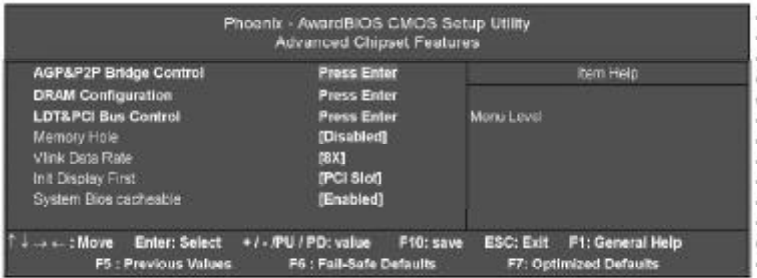 Phoenix - AwardBIOS CMOS Setup Utility
Advanced Chipset Features
AGP&P2P Bridge Control Press Enter Item Help
DRAM Configuration Press Enter
LDT&PCI Bus Control Press Enter Menu Level
Memory Hole [Disabled]
Vlink Data Rate [8X]
Init Display First [PCI Slot]
System Bios cacheable [Enabled]
↑↓→←:Move Enter: Select +/-/PU/PD: value F10: save ESC: Exit F1: General Help
F5 : Previous Values F6 : Fail-Safe Defaults F7: Optimized Defaults